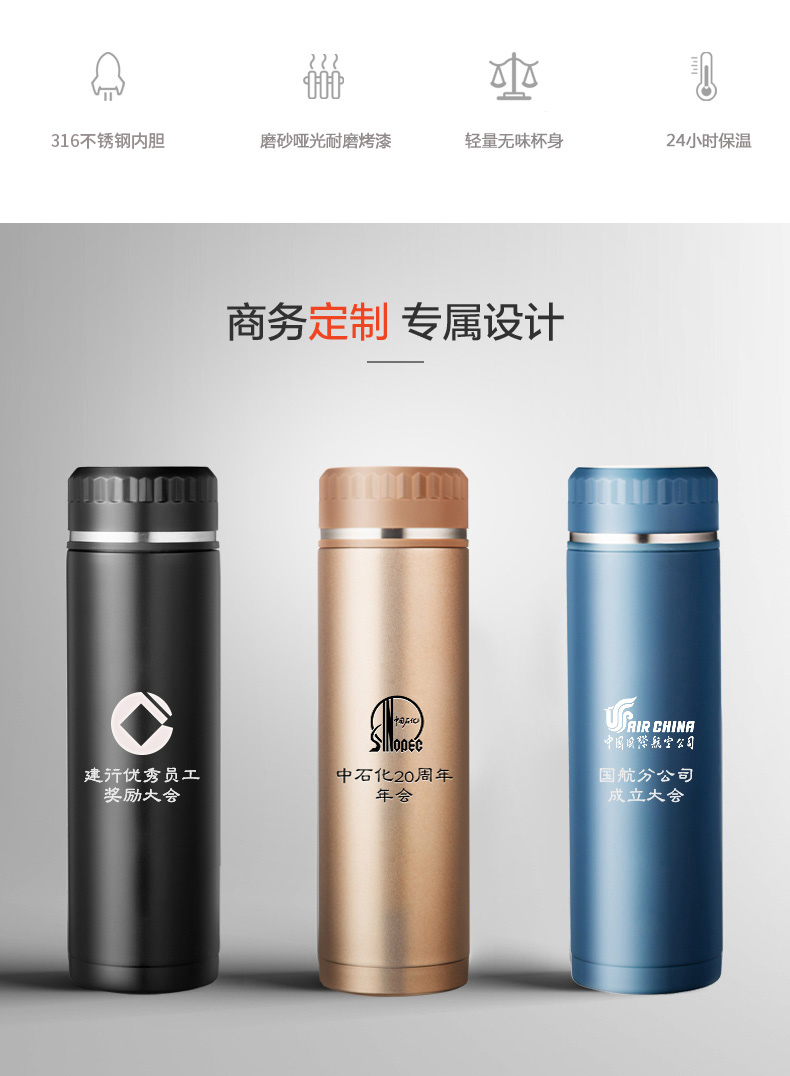 316不锈钢内胆
磨砂哑光耐磨烤漆
轻量无味杯身
24小时保温
商务定制 专属设计
建行优秀员工
奖励大会
中国石化
SINOPEC
中石化20周年
年会
AIR CHINA
中国国际航空公司
国航分公司
成立大会